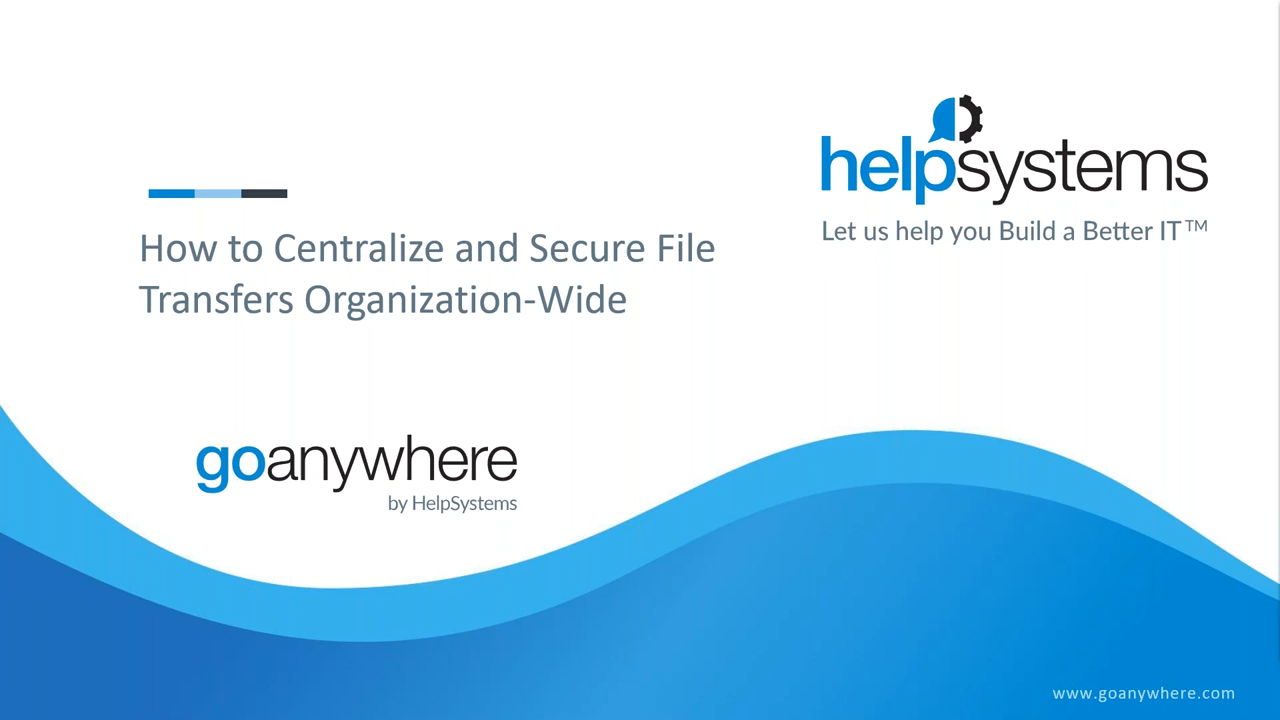 helpsystems
Let us help you Build a Better IT™
How to Centralize and Secure File
Transfers Organization-Wide
goanywhere
by HelpSystems
www.goanywhere.com